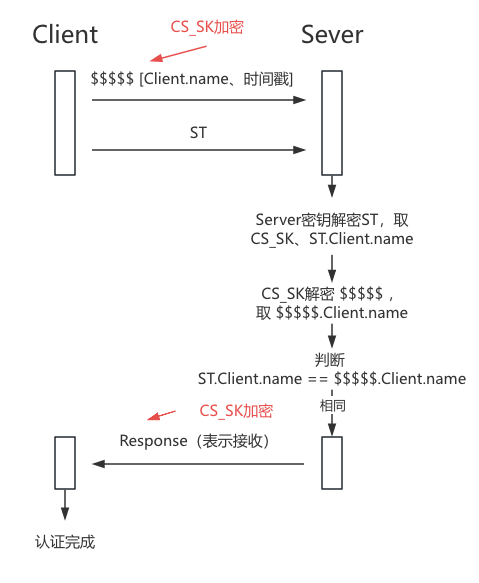 Client
CS_SK加密
Sever
$$$$$ [Client.name、时间戳]
ST
Server密钥解密ST，取
CS_SK、ST.Client.name
CS_SK解密 $$$$$ ，
取 $$$$$.Client.name
判断
ST.Client.name == $$$$$.Client.name
相同
CS_SK加密
Response（表示接收）
认证完成